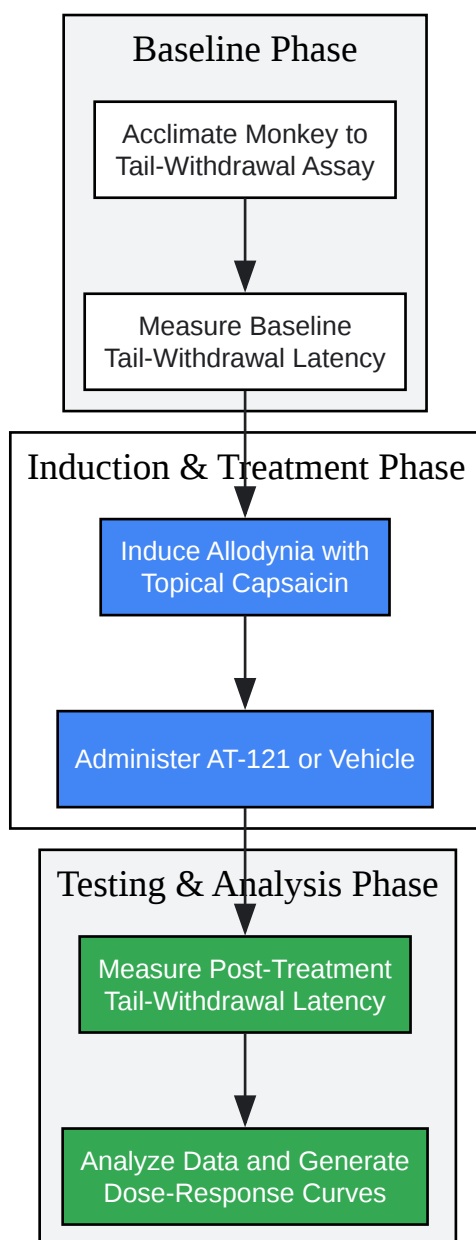 Baseline Phase
Acclimate Monkey to
Tail-Withdrawal Assay
Measure Baseline
Tail-Withdrawal Latency
Induction & Treatment Phase
Induce Allodynia with
Topical Capsaicin
Administer AT-121 or Vehicle
Testing & Analysis Phase
Measure Post-Treatment
Tail-Withdrawal Latency
Analyze Data and Generate
Dose-Response Curves